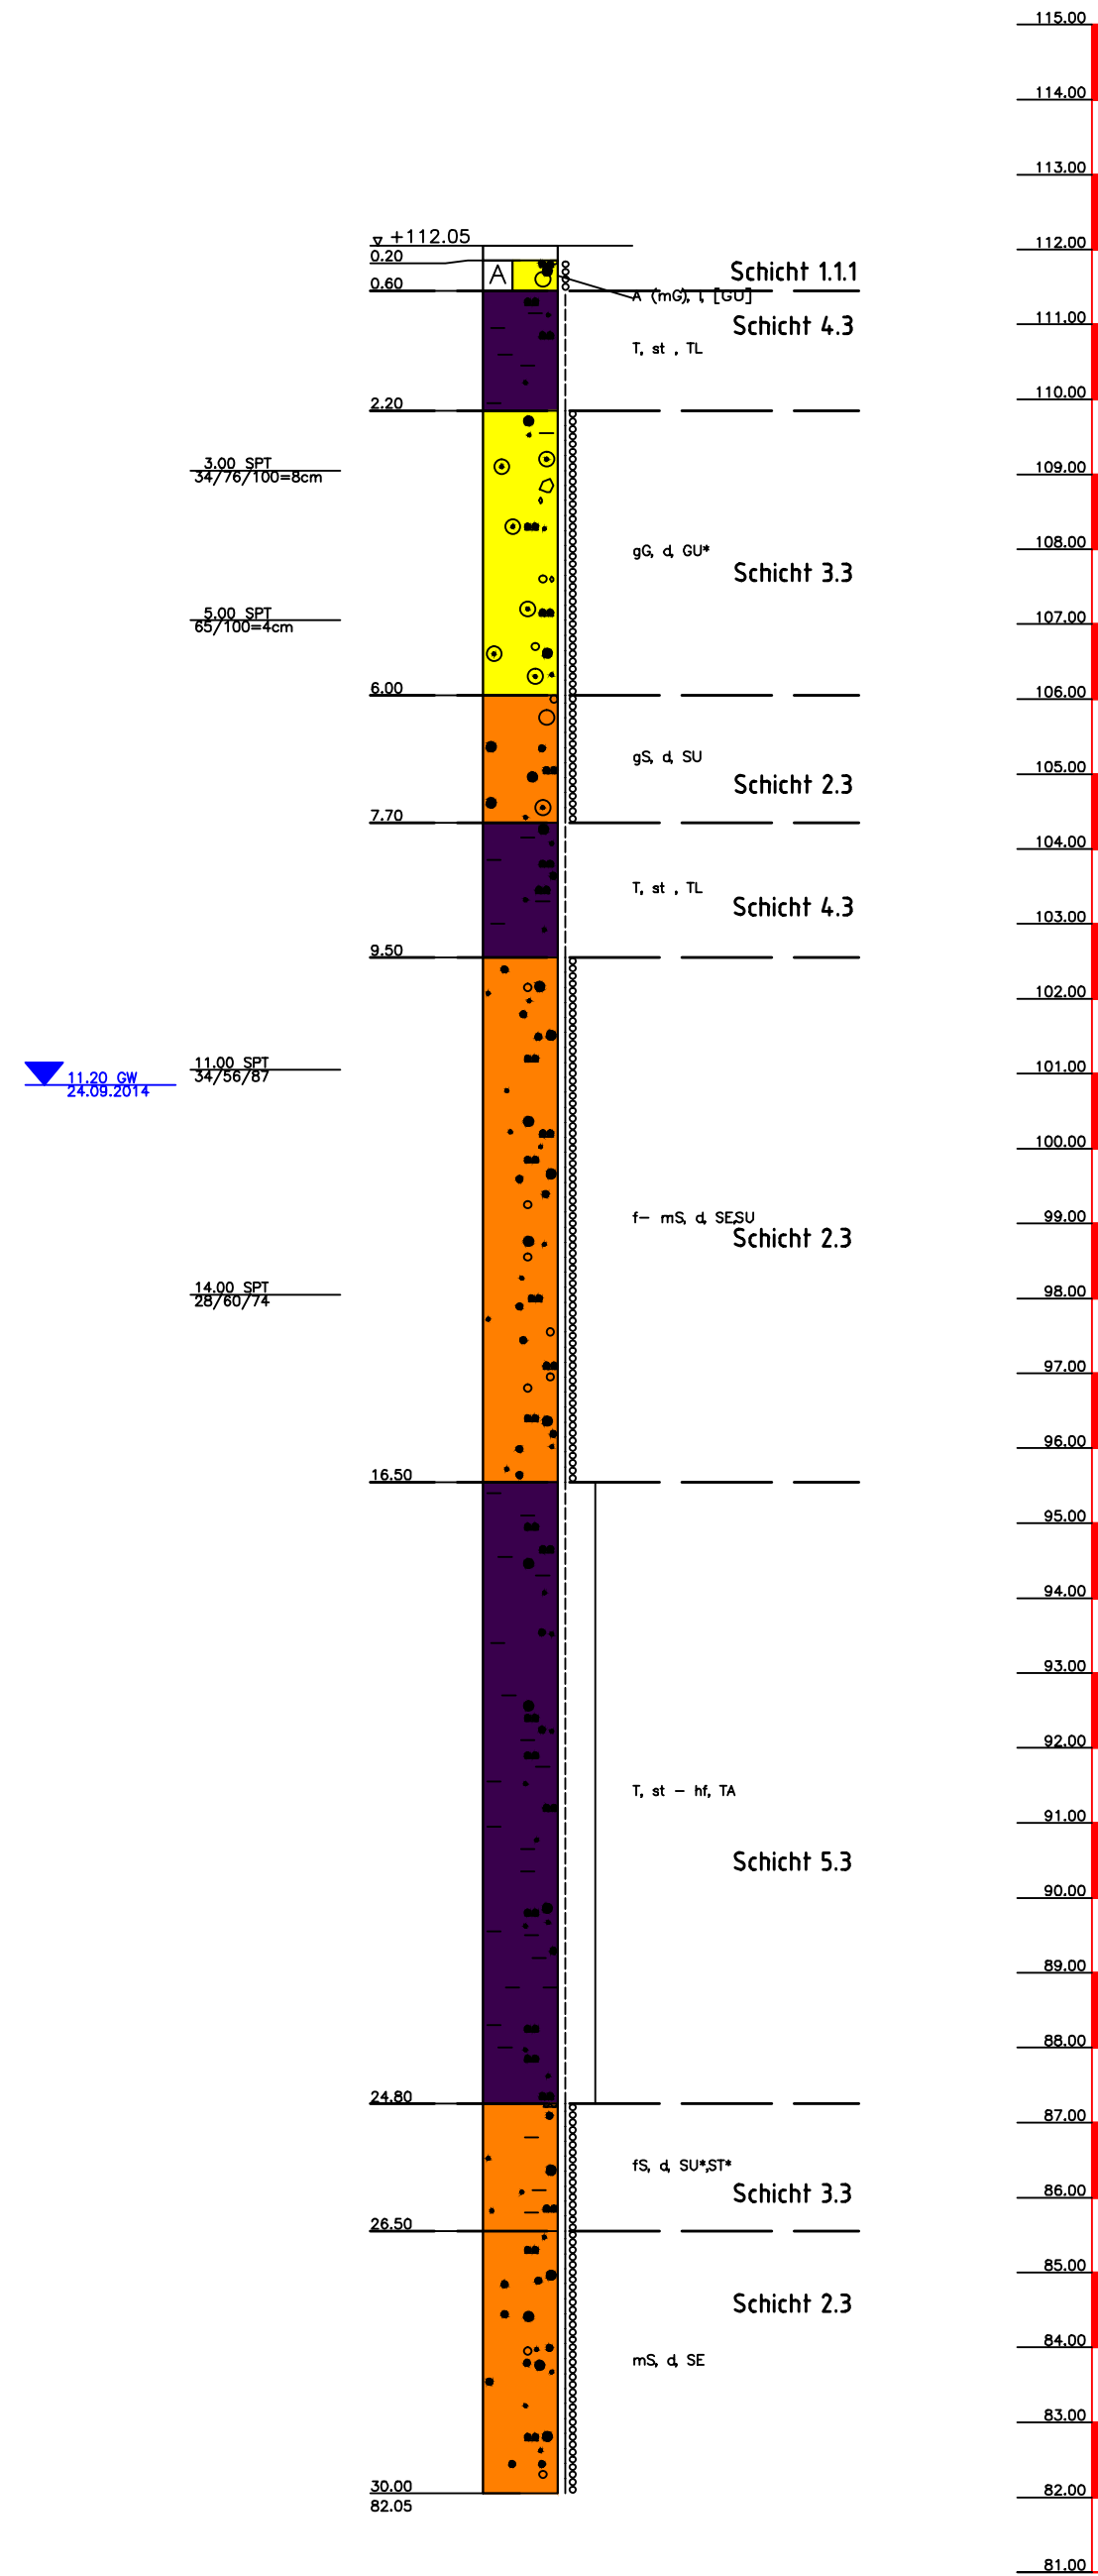 115.00
114.00
113.00
112.00
+112.05
0.20
A
Schicht 1.1.1
0.60
A (mG), l, [GU]
Schicht 4.3
111.00
T, st , TL
110.00
2.20
3.00 SPT
34/76/100=8cm
109.00
gG, d, GU*
108.00
Schicht 3.3
5.00 SPT
65/100=4cm
107.00
6.00
106.00
gS, d, SU
105.00
Schicht 2.3
7.70
104.00
T, st , TL
Schicht 4.3
103.00
9.50
102.00
11.00 SPT
34/56/87
11.20 GW
24.09.2014
101.00
100.00
f- mS, d, SE,SU
99.00
Schicht 2.3
14.00 SPT
28/60/74
98.00
97.00
96.00
16.50
95.00
94.00
93.00
92.00
T, st - hf, TA
91.00
Schicht 5.3
90.00
89.00
88.00
24.80
87.00
fS, d, SU*,ST*
86.00
Schicht 3.3
26.50
85.00
Schicht 2.3
84.00
mS, d, SE
83.00
30.00
82.05
82.00
81.00